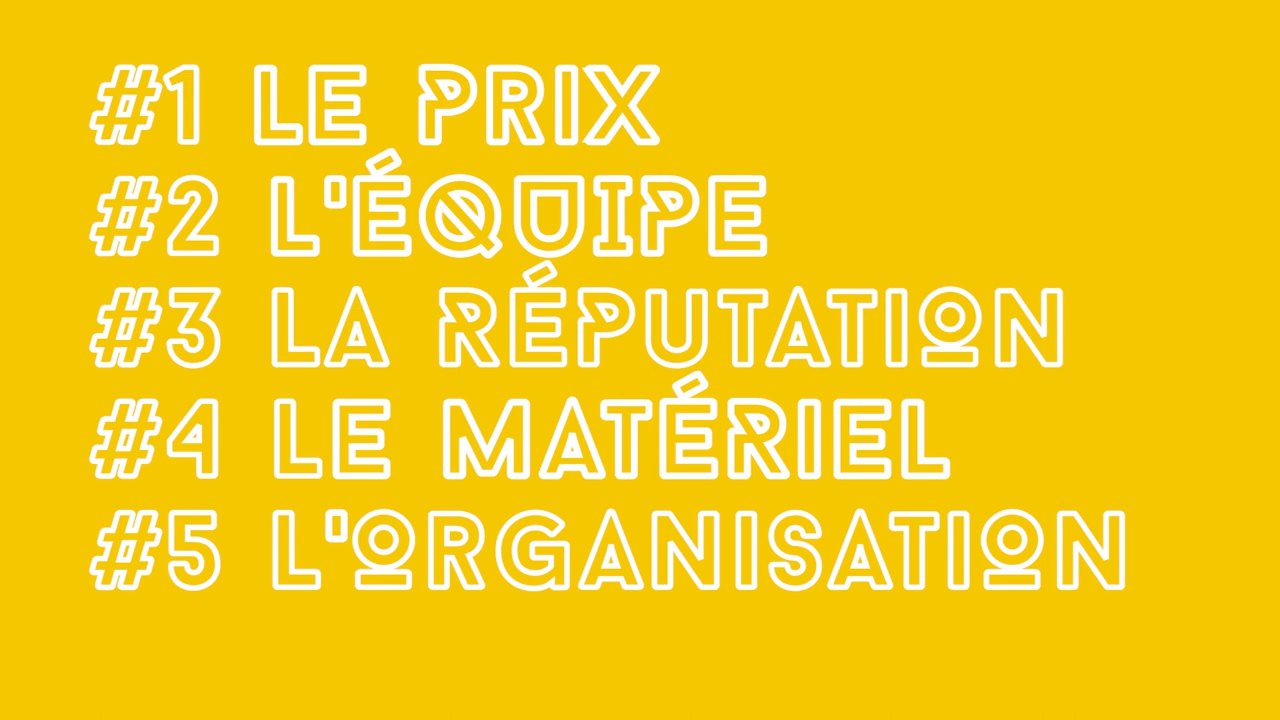 #1 LE PRIX
#2 L'ÉQUIPE
#3 LA RÉPUTATION
#4 LE MATÉRIEL
#5 L'ORGANISATION